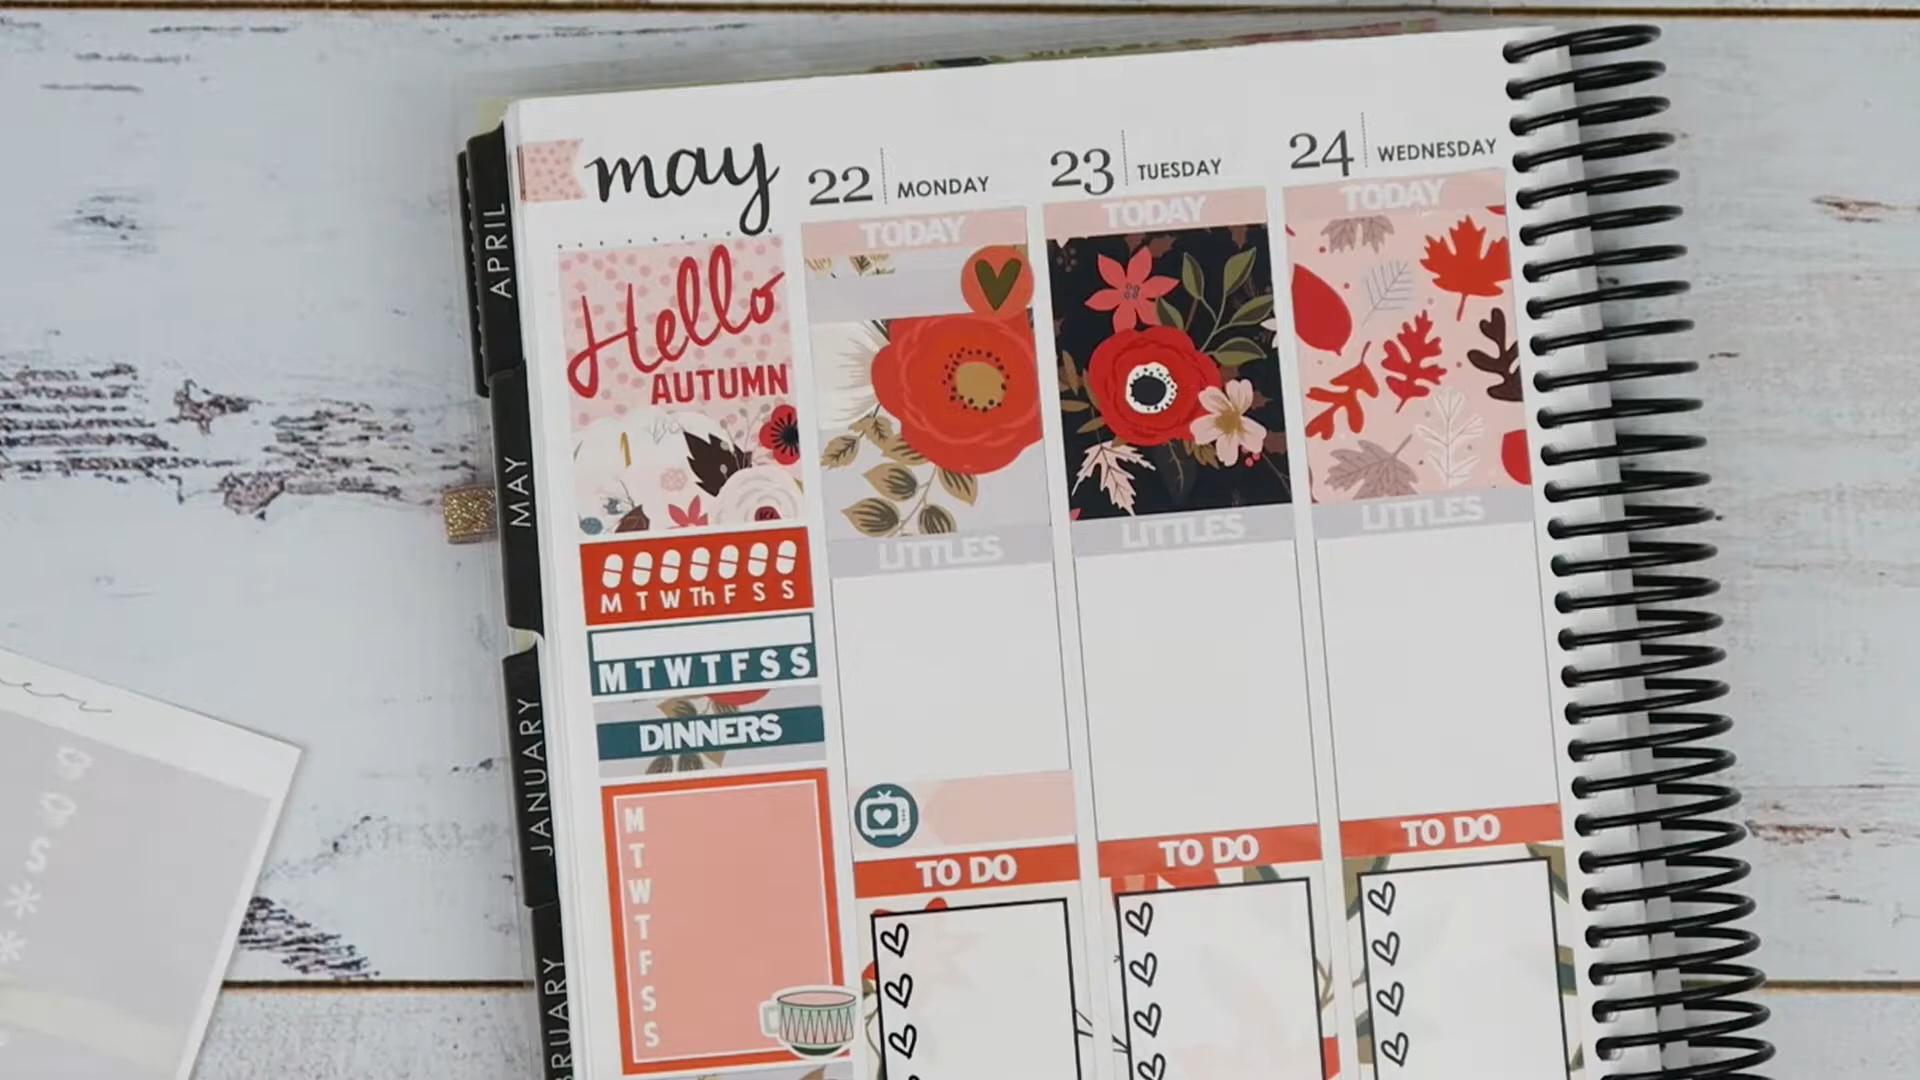 may
22 MONDAY
23 TUESDAY
24 WEDNESDAY
TODAY
TODAY
TODAY
Hello
AUTUMN
LITTLES
LITTLES
LITTLES
M T W Th F S S
M T W T F S S
DINNERS
M
T
W
T
F
S
S
TO DO
TO DO
TO DO
APRIL
MAY
JANUARY
BRUARY